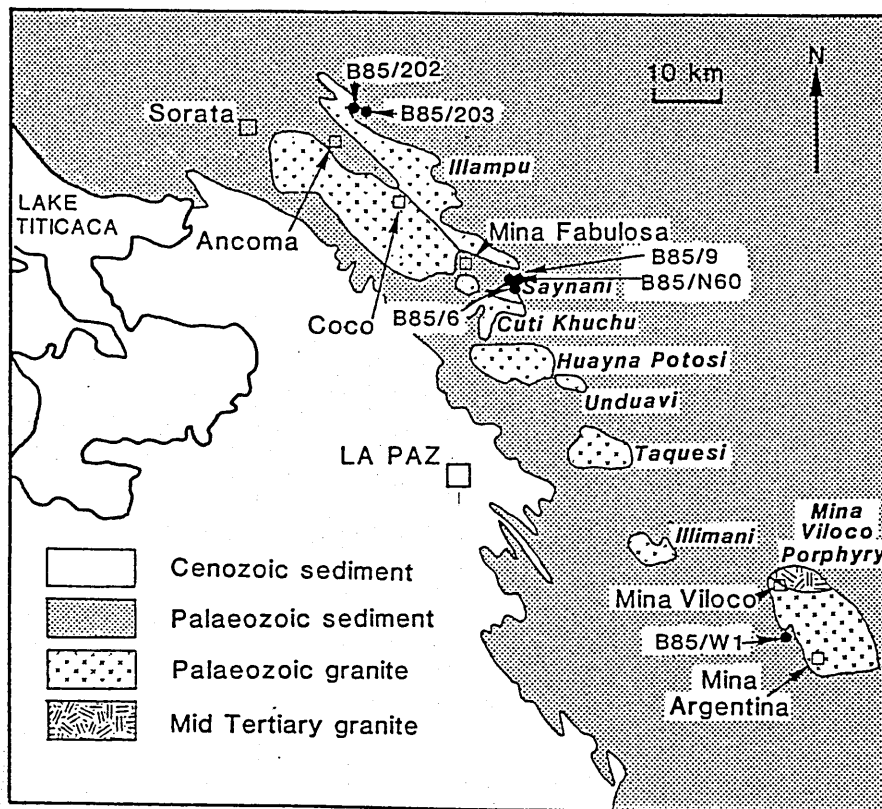 B85/202
10 km
N
Sorata
B85/203
Illampu
LAKE
TITICACA
Ancoma
Mina Fabulosa
B85/9
Saynani
B85/N60
B85/6
Coco
Cuti Khuchu
Huayna Potosi
Unduavi
LA PAZ
Taquesi
Illimani
Mina
Viloco
Porphyry
Mina Viloco
B85/W1
Mina
Argentina
Cenozoic sediment
Palaeozoic sediment
Palaeozoic granite
Mid Tertiary granite